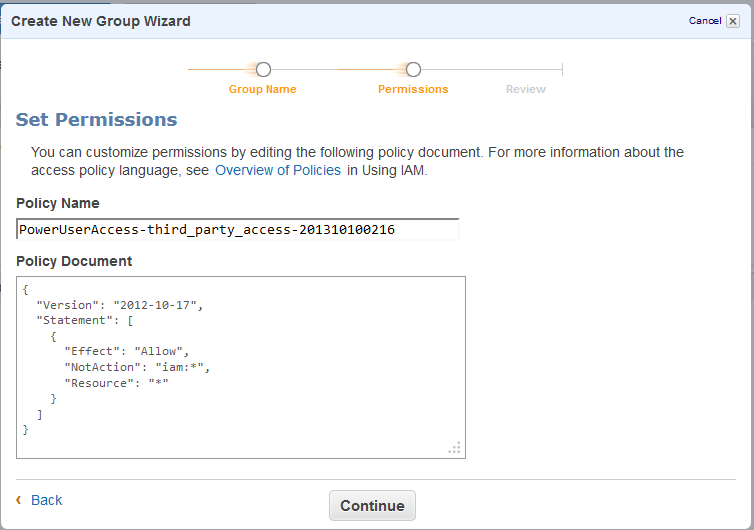 Create New Group Wizard
Cancel
Group Name
Permissions
Review
Set Permissions
You can customize permissions by editing the following policy document. For more information about the
access policy language, see Overview of Policies in Using IAM.
Policy Name
PowerUserAccess-third_party_access-201310100216
Policy Document
{
"Version": "2012-10-17",
"Statement": [
{
"Effect": "Allow",
"NotAction": "iam:*",
"Resource": "*"
}
]
}
Back
Continue